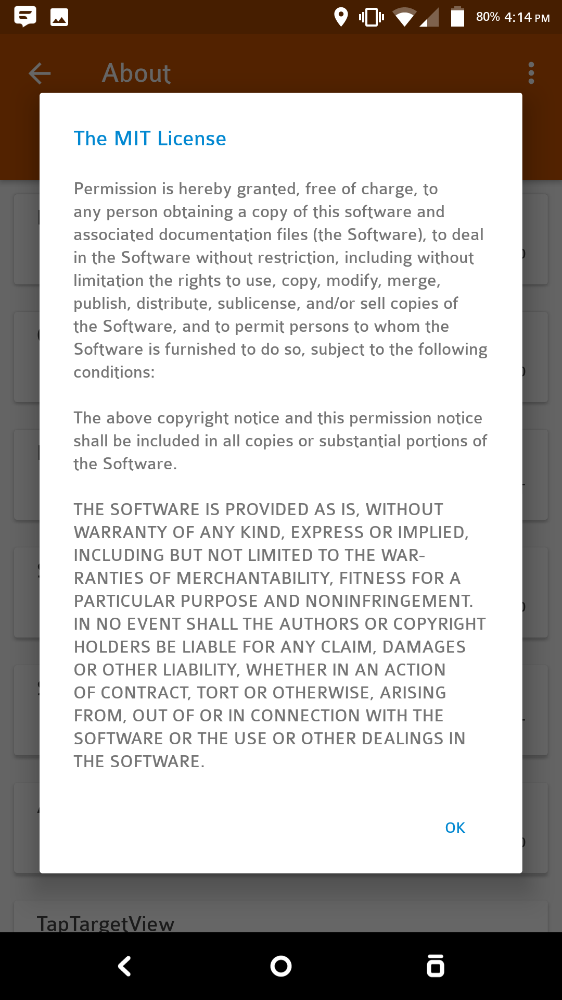 80% 4:14 PM
About
The MIT License
Permission is hereby granted, free of charge, to
any person obtaining a copy of this software and
associated documentation files (the Software), to deal
in the Software without restriction, including without
limitation the rights to use, copy, modify, merge,
publish, distribute, sublicense, and/or sell copies of
the Software, and to permit persons to whom the
Software is furnished to do so, subject to the following
conditions:
The above copyright notice and this permission notice
shall be included in all copies or substantial portions of
the Software.
THE SOFTWARE IS PROVIDED AS IS, WITHOUT
WARRANTY OF ANY KIND, EXPRESS OR IMPLIED,
INCLUDING BUT NOT LIMITED TO THE WAR-
RANTIES OF MERCHANTABILITY, FITNESS FOR A
PARTICULAR PURPOSE AND NONINFRINGEMENT.
IN NO EVENT SHALL THE AUTHORS OR COPYRIGHT
HOLDERS BE LIABLE FOR ANY CLAIM, DAMAGES
OR OTHER LIABILITY, WHETHER IN AN ACTION
OF CONTRACT, TORT OR OTHERWISE, ARISING
FROM, OUT OF OR IN CONNECTION WITH THE
SOFTWARE OR THE USE OR OTHER DEALINGS IN
THE SOFTWARE.
OK
TapTargetView